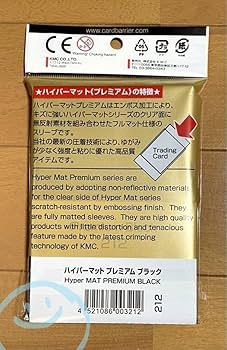 www.cardbarrier.com
KMC CO.,LTD.
Warning! Choking hazard
★ハイパーマット(プレミアム)の特徴★
ハイパーマットプレミアムはエンボス加工により、
キズに強いハイパーマットシリーズのクリア面に
無反射素材を組み合わせたフルマット仕様の
スリーブです。
当社の最新の圧着技術により、ゆがみ
が少なく強度と粘りに優れた高品質
アイテムです。
Trading
Card
Hyper Mat Premium series are
produced by adopting non-reflective materials
for the clear side of Hyper Mat series
scratch-resistant by embossing finish. They
are fully matted sleeves. They are high quality
products with little distortion and tenacious
feature made by the latest crimping
technology of KMC.
212
ハイパーマット プレミアム ブラック
Hyper MAT PREMIUM BLACK
4 521086 003212
212